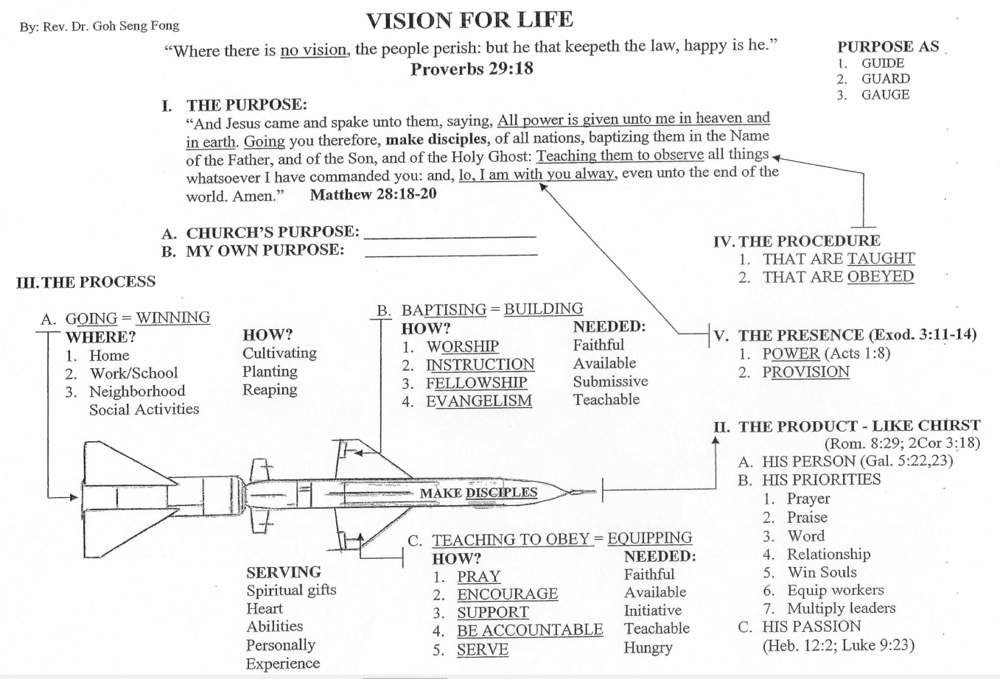 By: Rev. Dr. Goh Seng Fong
VISION FOR LIFE
“Where there is no vision, the people perish: but he that keepeth the law, happy is he.”
Proverbs 29:18
PURPOSE AS
1. GUIDE
2. GUARD
3. GAUGE
I. THE PURPOSE:
“And Jesus came and spake unto them, saying, All power is given unto me in heaven and
in earth. Going you therefore, make disciples, of all nations, baptizing them in the Name
of the Father, and of the Son, and of the Holy Ghost: Teaching them to observe all things
whatsoever I have commanded you: and, lo, I am with you alway, even unto the end of the
world. Amen.” Matthew 28:18-20
A. CHURCH’S PURPOSE:
B. MY OWN PURPOSE:
IV. THE PROCEDURE
1. THAT ARE TAUGHT
2. THAT ARE OBEYED
III. THE PROCESS
A. GOING = WINNING
WHERE?
1. Home
2. Work/School
3. Neighborhood
Social Activities
HOW?
Cultivating
Planting
Reaping
B. BAPTISING = BUILDING
HOW?
1. WORSHIP
2. INSTRUCTION
3. FELLOWSHIP
4. EVANGELISM
NEEDED:
Faithful
Available
Submissive
Teachable
V. THE PRESENCE (Exod. 3:11-14)
1. POWER (Acts 1:8)
2. PROVISION
II. THE PRODUCT - LIKE CHIRST
(Rom. 8:29; 2Cor 3:18)
A. HIS PERSON (Gal. 5:22,23)
B. HIS PRIORITIES
1. Prayer
2. Praise
3. Word
4. Relationship
5. Win Souls
6. Equip workers
7. Multiply leaders
C. HIS PASSION
(Heb. 12:2; Luke 9:23)
MAKE DISCIPLES
C. TEACHING TO OBEY = EQUIPPING
HOW?
1. PRAY
2. ENCOURAGE
3. SUPPORT
4. BE ACCOUNTABLE
5. SERVE
NEEDED:
Faithful
Available
Initiative
Teachable
Hungry
SERVING
Spiritual gifts
Heart
Abilities
Personally
Experience